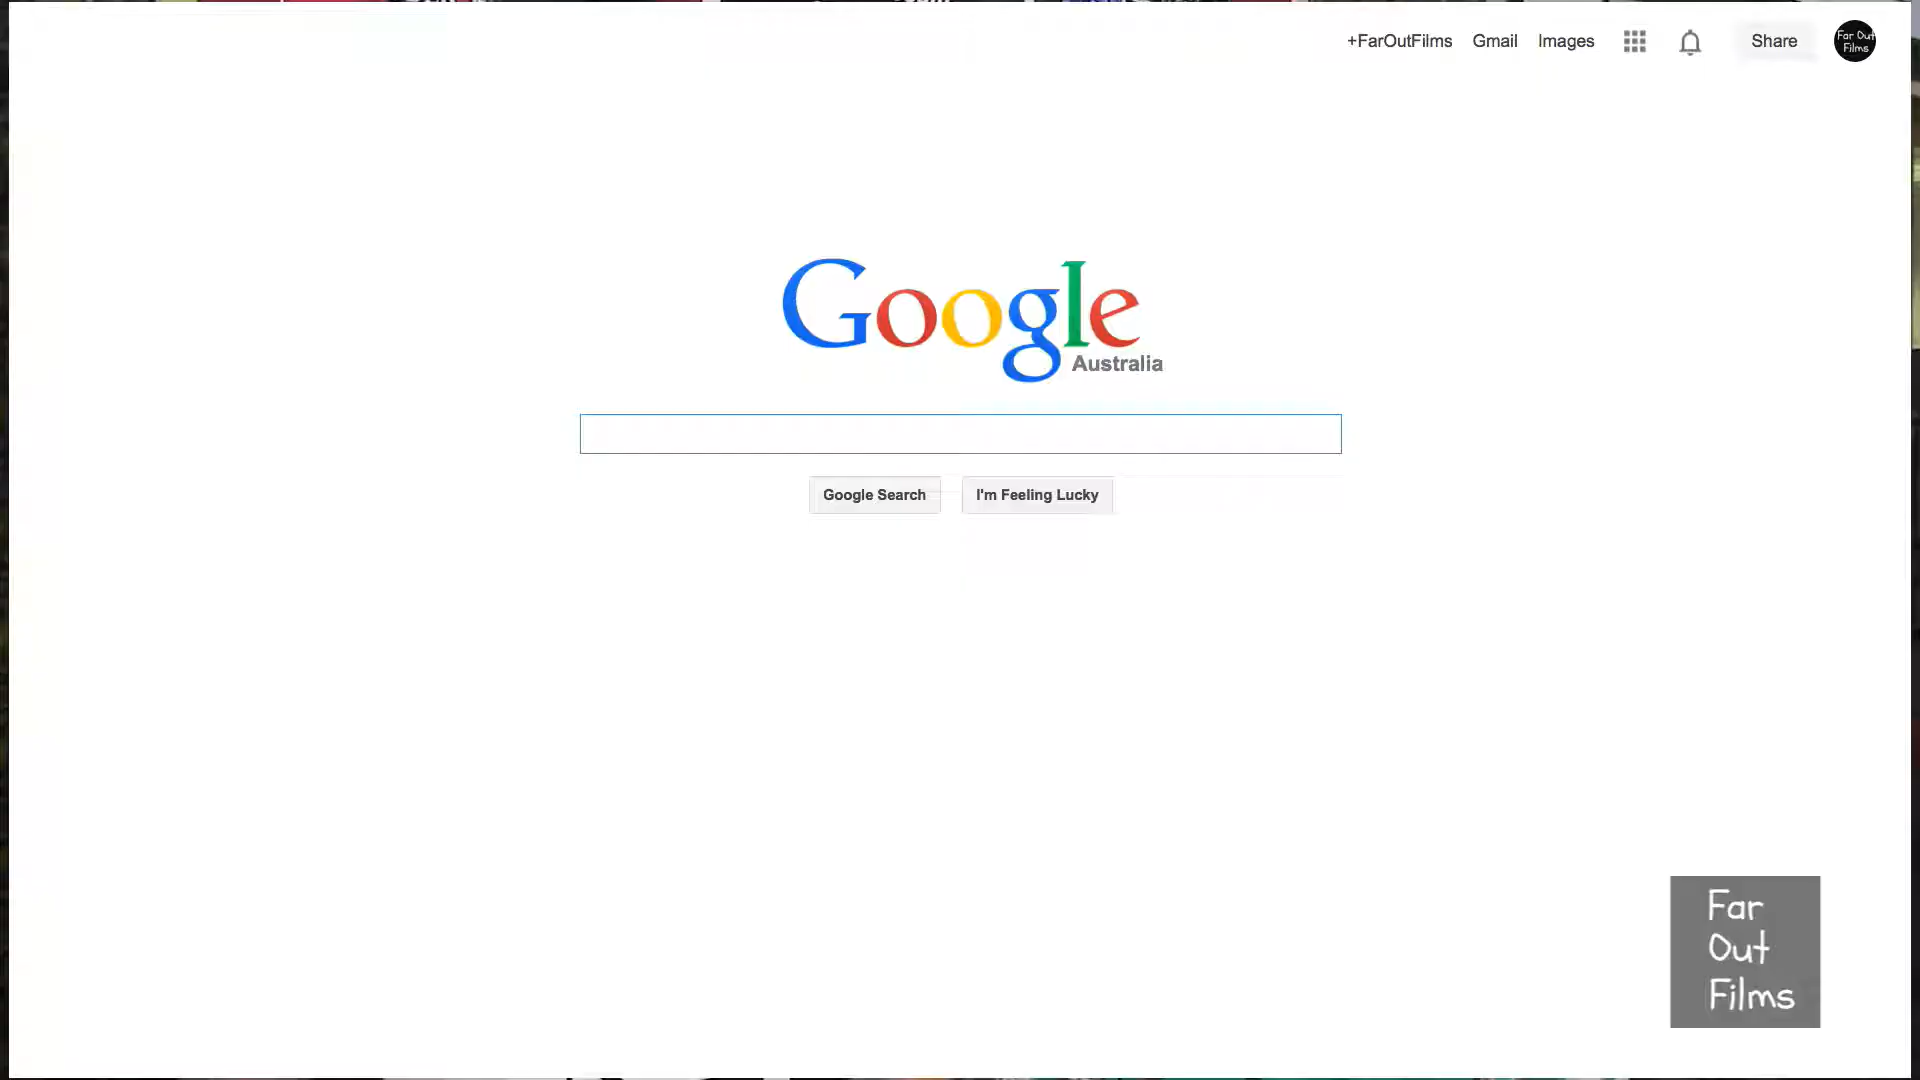 +FarOutFilms Gmail Images Share
Far Out
Films
Google
Australia
Google Search I'm Feeling Lucky
Far
Out
Films